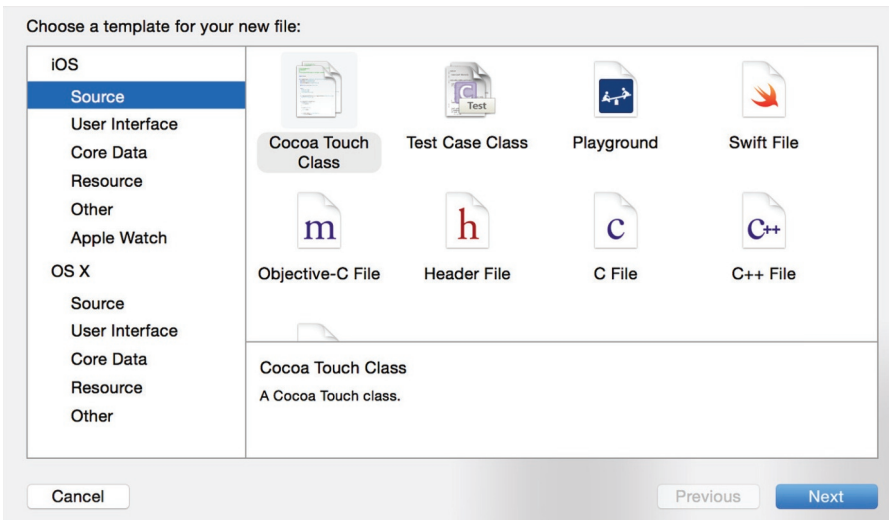 Choose a template for your new file:
iOS
Source
User Interface
Core Data
Resource
Other
Apple Watch
OS X
Source
User Interface
Core Data
Resource
Other
Cocoa Touch
Class
Test
Test Case Class
Playground
Swift File
m
Objective-C File
h
Header File
c
C File
C++
C++ File
Cocoa Touch Class
A Cocoa Touch class.
Cancel
Previous
Next